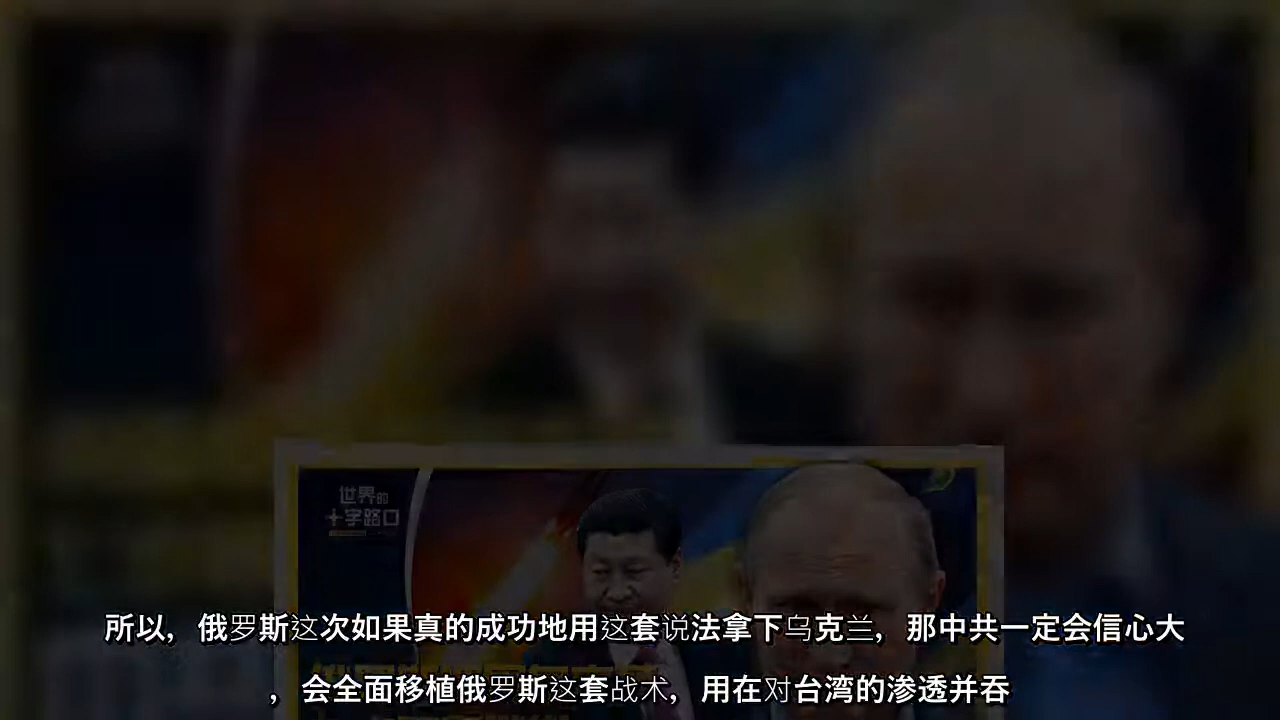 世界的
十字路口
所以，俄罗斯这次如果真的成功地用这套说法拿下乌克兰，那中共一定会信心大
，会全面移植俄罗斯这套战术，用在对台湾的渗透并吞